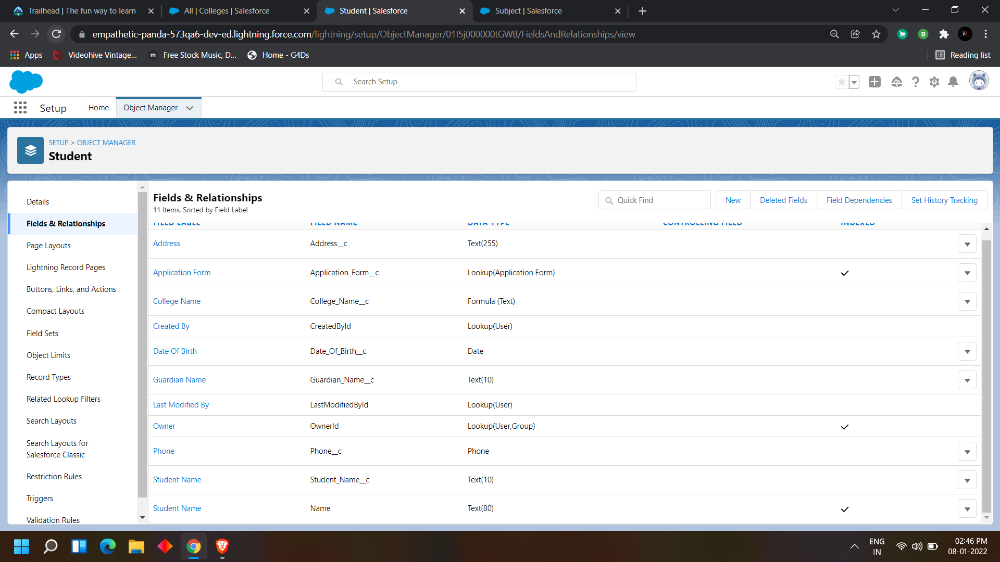 Trailhead | The fun way to learn
All | Colleges | Salesforce
Student | Salesforce
Subject | Salesforce
empathetic-panda-573qa6-dev-ed.lightning.force.com/lightning/setup/ObjectManager/01I5j000000tGWB/FieldsAndRelationships/view
Apps
Videohive Vintage...
Free Stock Music, D...
Home - G4Ds
Reading list
Search Setup
Setup
Home
Object Manager
SETUP > OBJECT MANAGER
Student
Details
Fields & Relationships
Page Layouts
Lightning Record Pages
Buttons, Links, and Actions
Compact Layouts
Field Sets
Object Limits
Record Types
Related Lookup Filters
Search Layouts
Search Layouts for
Salesforce Classic
Restriction Rules
Triggers
Validation Rules
Fields & Relationships
11 Items, Sorted by Field Label
Quick Find
New
Deleted Fields
Field Dependencies
Set History Tracking
FIELD LABEL FIELD NAME DATA TYPE CONTROLLING FIELD INDEXED
Address Address__c Text(255)
Application Form Application_Form__c Lookup(Application Form)
College Name College_Name__c Formula (Text)
Created By CreatedById Lookup(User)
Date Of Birth Date_Of_Birth__c Date
Guardian Name Guardian_Name__c Text(10)
Last Modified By LastModifiedById Lookup(User)
Owner OwnerId Lookup(User,Group)
Phone Phone__c Phone
Student Name Student_Name__c Text(10)
Student Name Name Text(80)
ENG
IN
02:46 PM
08-01-2022